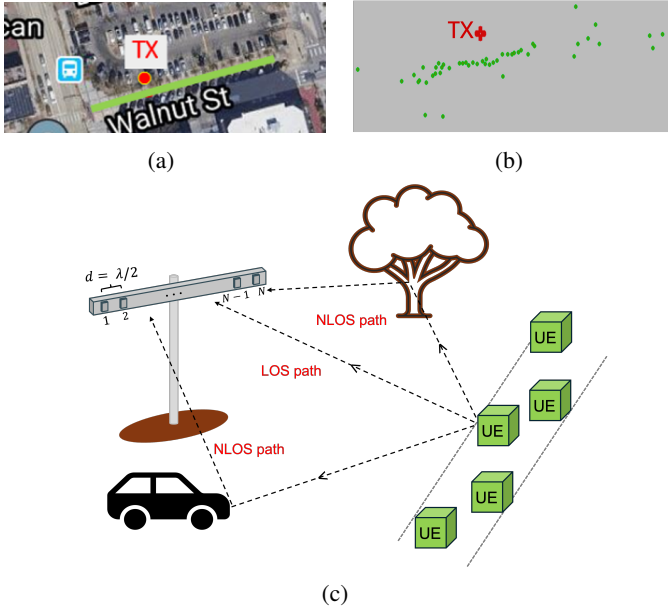 can
TX
Walnut St
(a)
TX
(b)
d = λ/2
1 2 ... N − 1 N
NLOS path
LOS path
NLOS path
UE
UE
UE
UE
UE
(c)